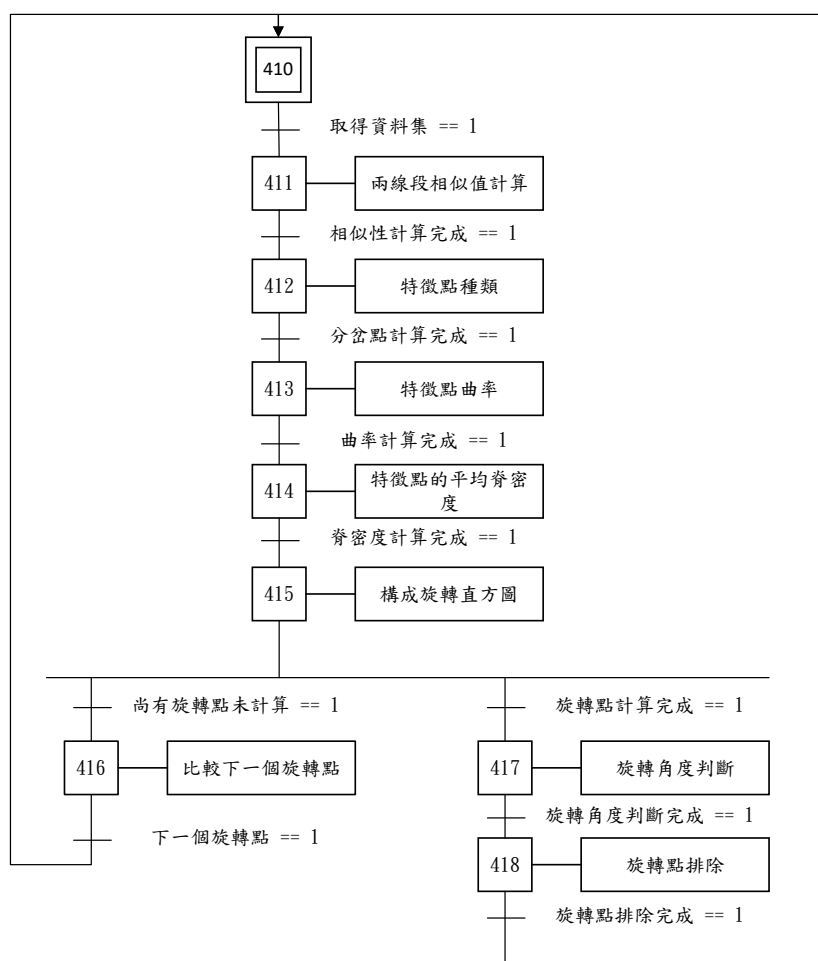 410
取得資料集 == 1
411
兩線段相似值計算
相似性計算完成 == 1
412
特徵點種類
分岔點計算完成 == 1
413
特徵點曲率
曲率計算完成 == 1
414
特徵點的平均脊密
度
脊密度計算完成 == 1
415
構成旋轉直方圖
尚有旋轉點未計算 == 1
416
比較下一個旋轉點
下一個旋轉點 == 1
旋轉點計算完成 == 1
417
旋轉角度判斷
旋轉角度判斷完成 == 1
418
旋轉點排除
旋轉點排除完成 == 1